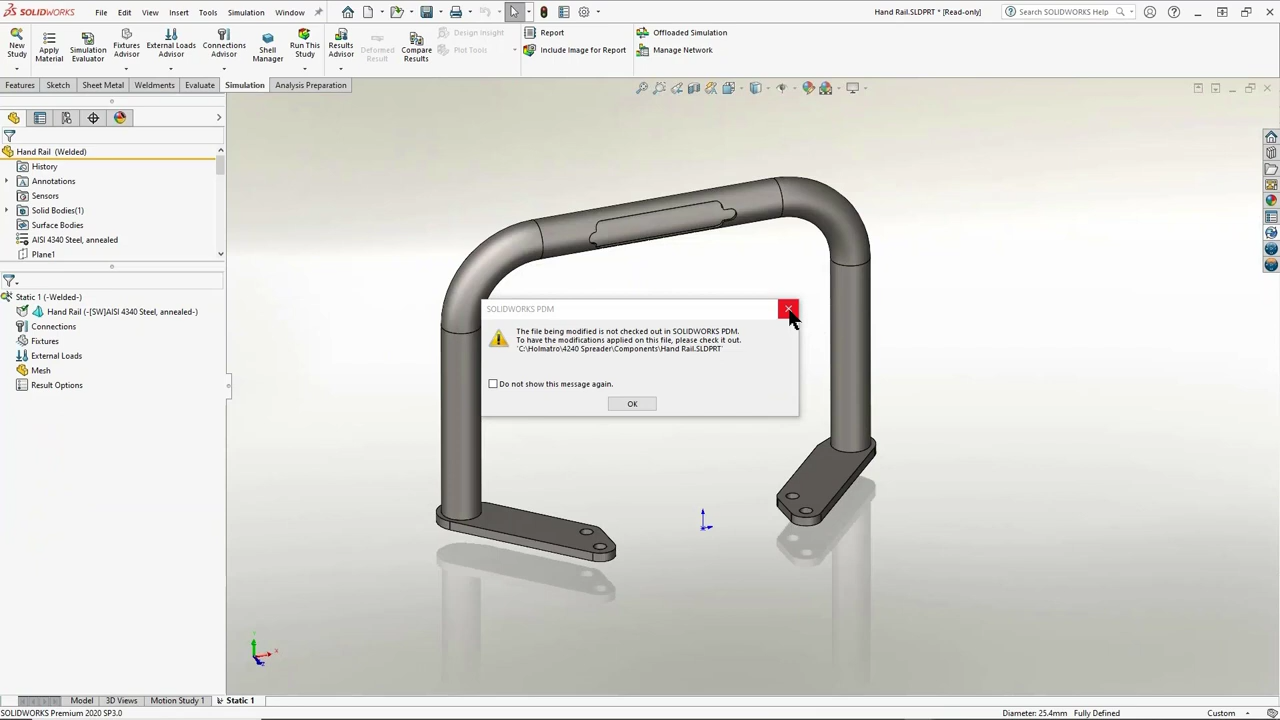 SOLIDWORKS File Edit View Insert Tools Simulation Window
Hand Rail.SLDPRT * [Read-only]
Search SOLIDWORKS Help
New Study
Apply Material
Simulation Evaluator
Fixtures Advisor
External Loads Advisor
Connections Advisor
Shell Manager
Run This Study
Results Advisor
Deformed Result
Compare Results
Design Insight
Plot Tools
Report
Include Image for Report
Offloaded Simulation
Manage Network
Features Sketch Sheet Metal Weldments Evaluate Simulation Analysis Preparation
Hand Rail (Welded)
History
Annotations
Sensors
Solid Bodies(1)
Surface Bodies
AISI 4340 Steel, annealed
Plane1
Static 1 (-Welded-)
Hand Rail (-[SW]AISI 4340 Steel, annealed-)
Connections
Fixtures
External Loads
Mesh
Result Options
SOLIDWORKS PDM
The file being modified is not checked out in SOLIDWORKS PDM.
To have the modifications applied on this file, please check it out.
'C:\Holmatro\4240 Spreader\Components\Hand Rail.SLDPRT'
Do not show this message again.
OK
Model 3D Views Motion Study 1 Static 1
SOLIDWORKS Premium 2020 SP3.0
Diameter: 25.4mm Fully Defined Custom